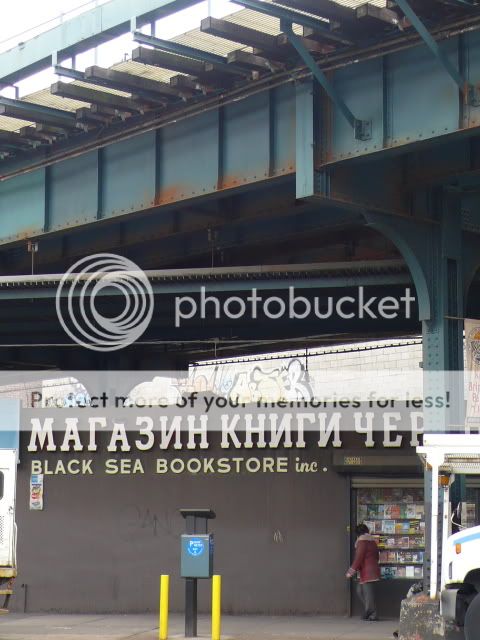 photobucket
Protect more of your memories for less!
МАГАЗИН КНИГИ ЧЕР
BLACK SEA BOOKSTORE inc.
P